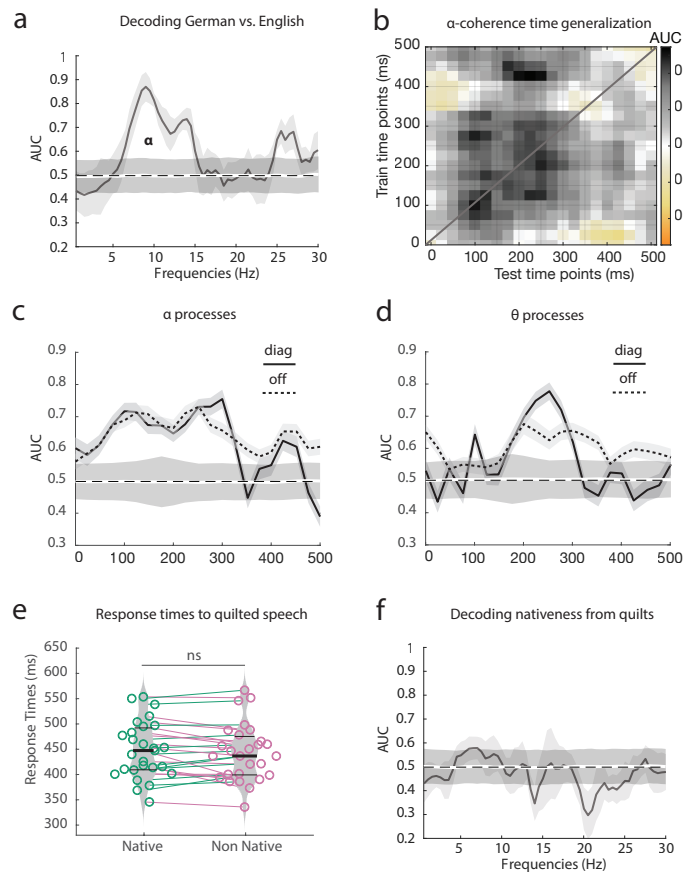 a
Decoding German vs. English
1
0.9
0.8
0.7
0.6
0.5
0.4
0.3
0.2
AUC
α
5
10
15
20
25
30
Frequencies (Hz)
b
α-coherence time generalization
AUC
500
400
300
200
100
0
Train time points (ms)
0
100
200
300
400
500
Test time points (ms)
1
0.8
0.6
0.4
0.2
0
c
α processes
diag
off
0.9
0.8
0.7
0.6
0.5
0.4
0.3
AUC
0
100
200
300
400
500
d
θ processes
diag
off
0.9
0.8
0.7
0.6
0.5
0.4
0.3
AUC
0
100
200
300
400
500
e
Response times to quilted speech
ns
650
600
550
500
450
400
350
300
Response Times (ms)
Native
Non Native
f
Decoding nativeness from quilts
1
0.9
0.8
0.7
0.6
0.5
0.4
0.3
0.2
AUC
5
10
15
20
25
30
Frequencies (Hz)